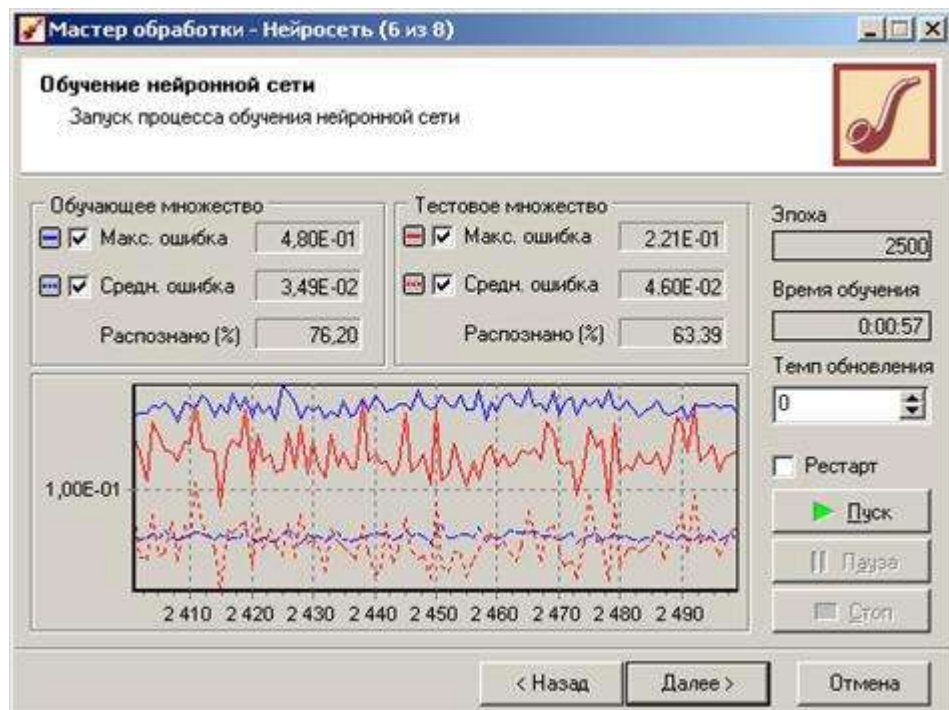 Мастер обработки - Нейросеть (6 из 8)
Обучение нейронной сети
Запуск процесса обучения нейронной сети
Обучающее множество
Макс. ошибка 4,80E-01
Средн. ошибка 3,49E-02
Распознано (%) 76,20
Тестовое множество
Макс. ошибка 2.21E-01
Средн. ошибка 4.60E-02
Распознано (%) 63.39
Эпоха
2500
Время обучения
0:00:57
Темп обновления
0
Рестарт
Пуск
Пауза
Стоп
1,00E-01
2 410 2 420 2 430 2 440 2 450 2 460 2 470 2 480 2 490
< Назад Далее > Отмена